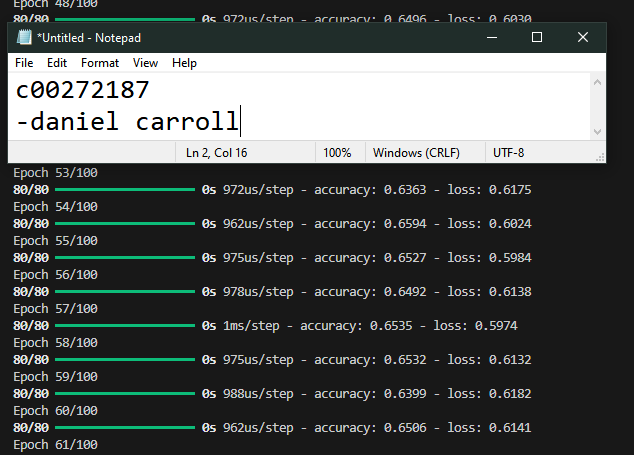 Epoch 48/100
80/80 0s 972us/step - accuracy: 0.6496 - loss: 0.6030
*Untitled - Notepad
File Edit Format View Help
c00272187
-daniel carroll
Ln 2, Col 16 100% Windows (CRLF) UTF-8
Epoch 53/100
80/80 0s 972us/step - accuracy: 0.6363 - loss: 0.6175
Epoch 54/100
80/80 0s 962us/step - accuracy: 0.6594 - loss: 0.6024
Epoch 55/100
80/80 0s 975us/step - accuracy: 0.6527 - loss: 0.5984
Epoch 56/100
80/80 0s 978us/step - accuracy: 0.6492 - loss: 0.6138
Epoch 57/100
80/80 0s 1ms/step - accuracy: 0.6535 - loss: 0.5974
Epoch 58/100
80/80 0s 975us/step - accuracy: 0.6532 - loss: 0.6132
Epoch 59/100
80/80 0s 988us/step - accuracy: 0.6399 - loss: 0.6182
Epoch 60/100
80/80 0s 962us/step - accuracy: 0.6506 - loss: 0.6141
Epoch 61/100